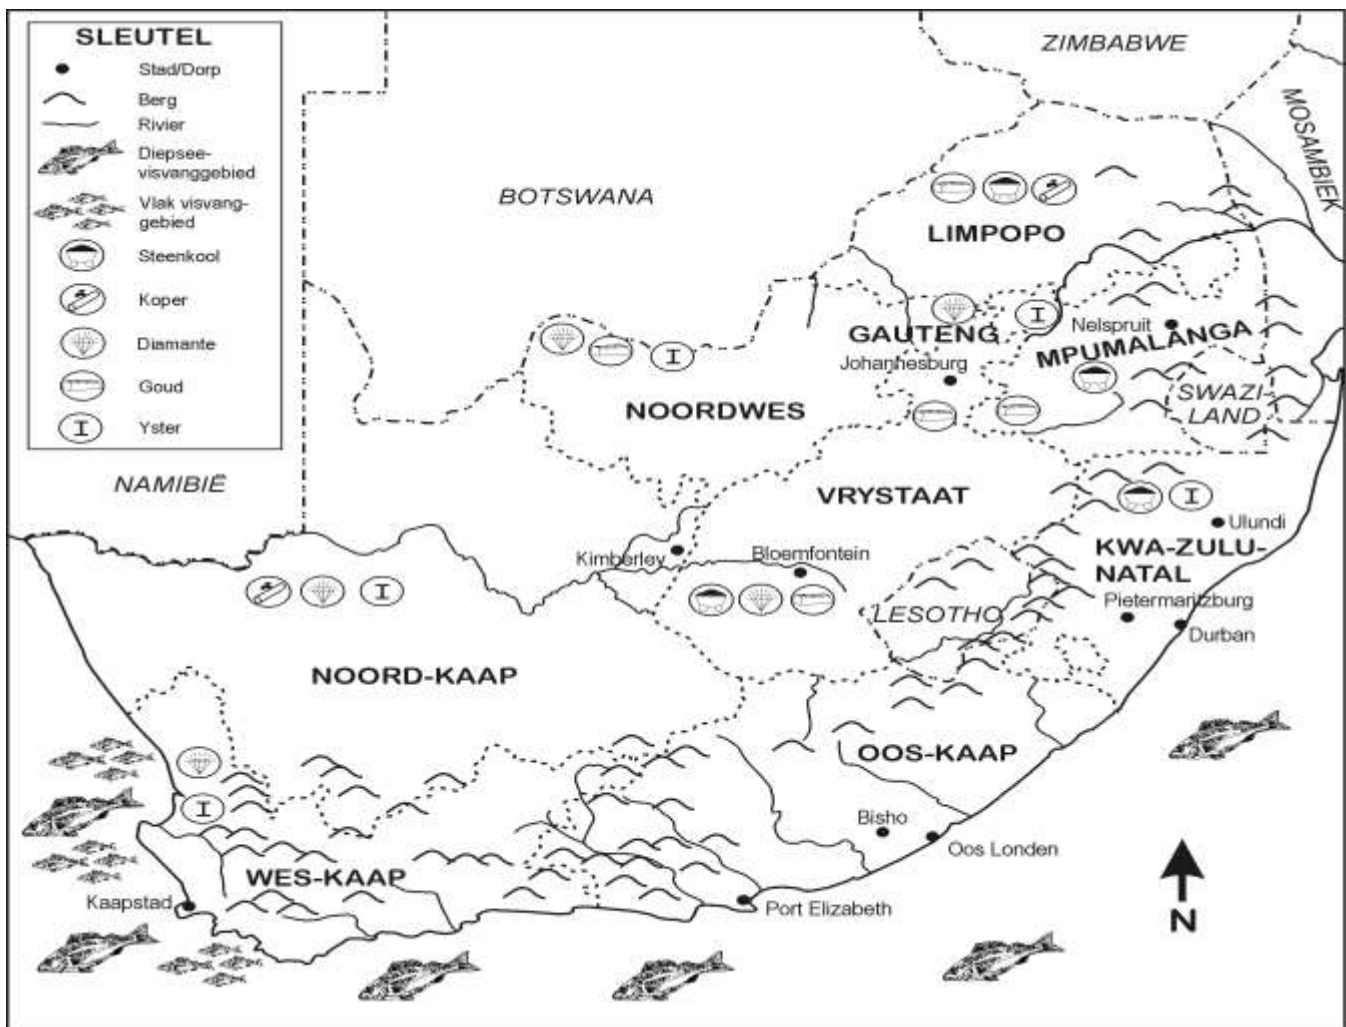 SLEUTEL
Stad/Dorp
Berg
Rivier
Diepsee-
visvanggebied
Vlak visvang-
gebied
Steenkool
Koper
Diamante
Goud
I
Yster
ZIMBABWE
MOSAMBIEK
BOTSWANA
LIMPOPO
I
GAUTENG
Nelspruit
MPUMALANGA
I
Johannesburg
NOORDWES
SWAZI-
LAND
NAMIBIË
VRYSTAAT
I
Ulundi
Kimberley
Bloemfontein
KWA-ZULU-
NATAL
I
LESOTHO
Pietermaritzburg
Durban
NOORD-KAAP
OOS-KAAP
I
Bisho
Oos Londen
WES-KAAP
Kaapstad
Port Elizabeth
N